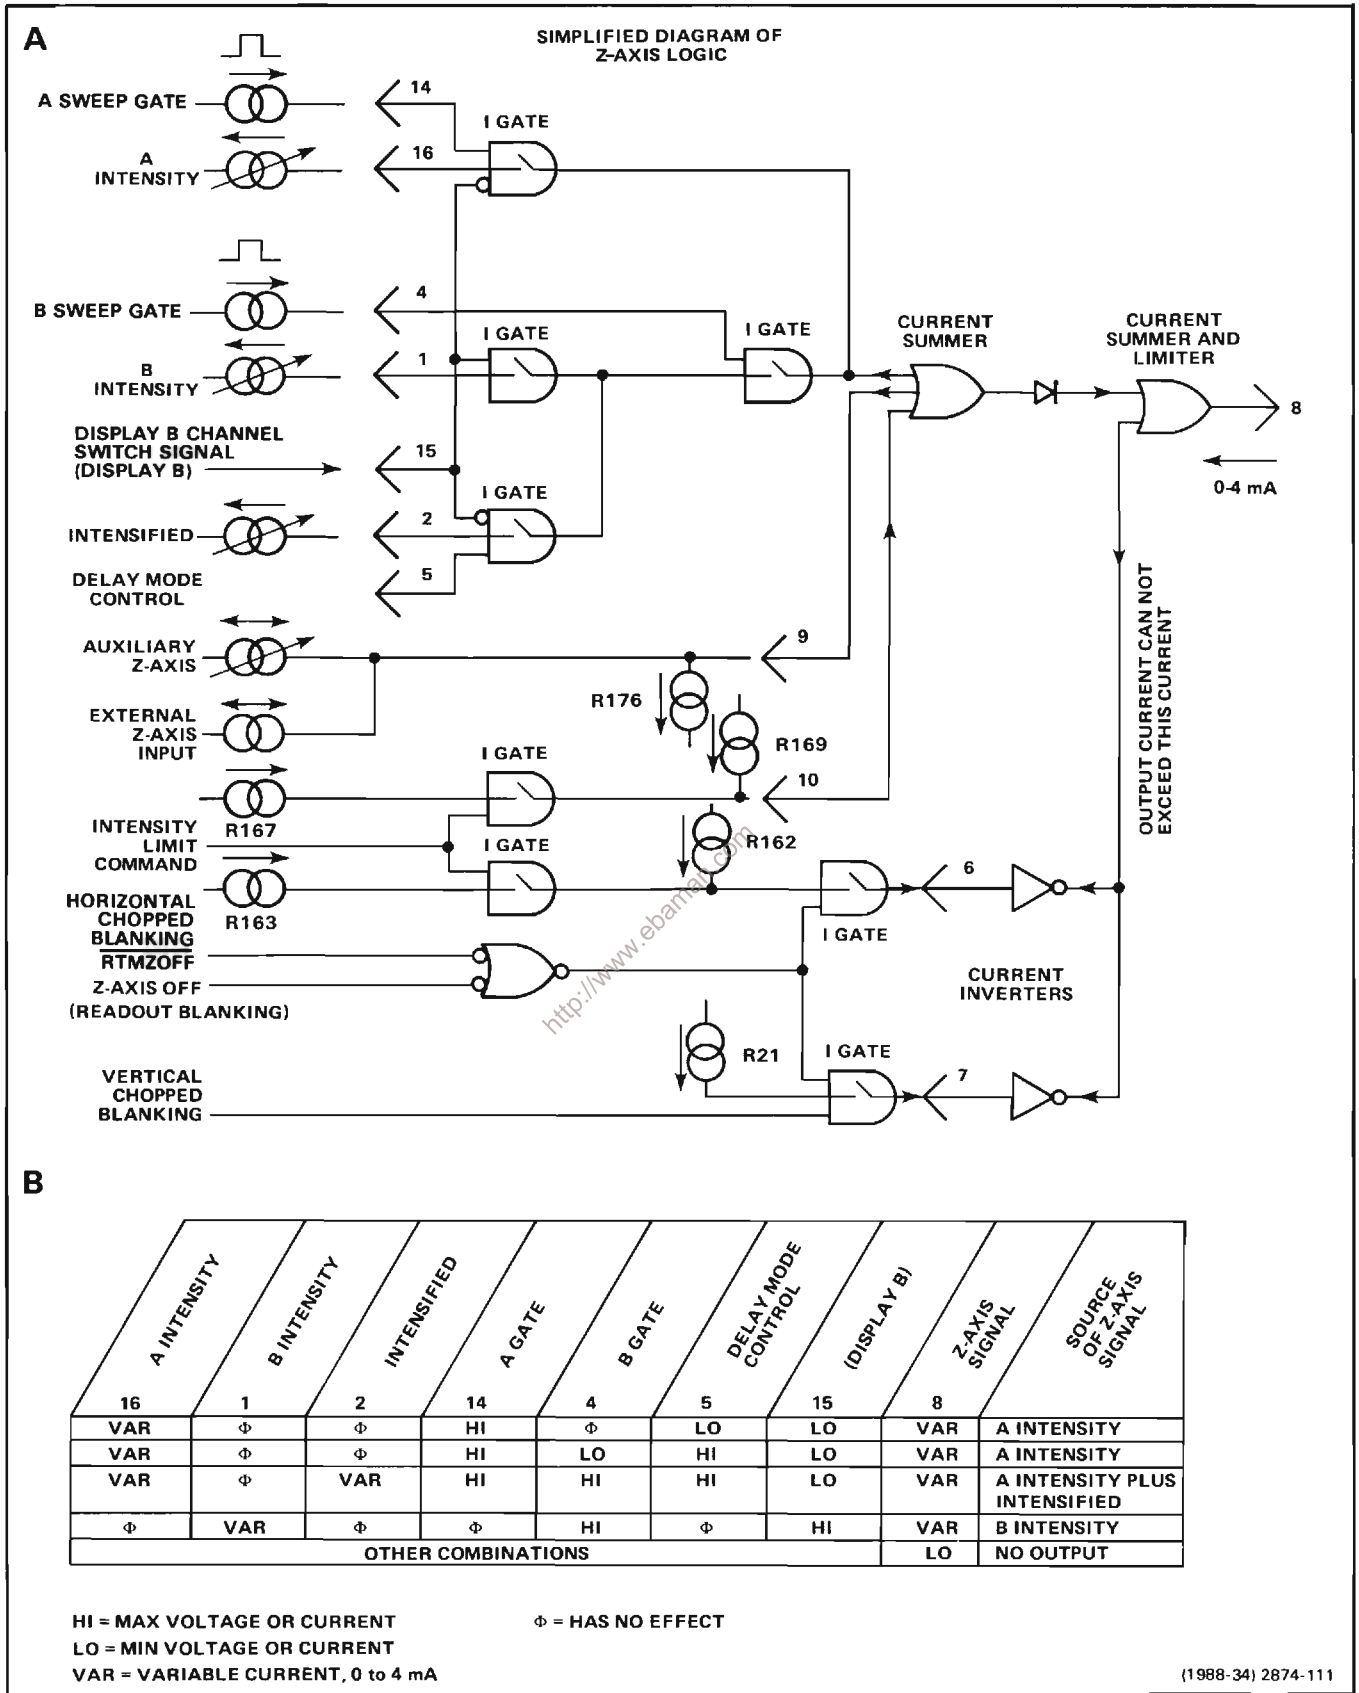 A
SIMPLIFIED DIAGRAM OF
Z-AXIS LOGIC
A SWEEP GATE
14
I GATE
A
INTENSITY
16
B SWEEP GATE
4
I GATE
I GATE
CURRENT
SUMMER
CURRENT
SUMMER AND
LIMITER
B
INTENSITY
1
8
0-4 mA
DISPLAY B CHANNEL
SWITCH SIGNAL
(DISPLAY B)
15
I GATE
INTENSIFIED
2
DELAY MODE
CONTROL
5
OUTPUT CURRENT CAN NOT
EXCEED THIS CURRENT
AUXILIARY
Z-AXIS
9
R176
EXTERNAL
Z-AXIS
INPUT
R169
I GATE
10
R167
INTENSITY
LIMIT
COMMAND
I GATE
R162
R163
6
I GATE
HORIZONTAL
CHOPPED
BLANKING
RTMZOFF
Z-AXIS OFF
(READOUT BLANKING)
CURRENT
INVERTERS
http://www.ebaman.com
R21
I GATE
7
VERTICAL
CHOPPED
BLANKING
B
A INTENSITY
B INTENSITY
INTENSIFIED
A GATE
B GATE
DELAY MODE
CONTROL
(DISPLAY B)
Z-AXIS
SIGNAL
SOURCE
OF Z-AXIS
SIGNAL
16 1 2 14 4 5 15 8
VAR Φ Φ HI Φ LO LO VAR A INTENSITY
VAR Φ Φ HI LO HI LO VAR A INTENSITY
VAR Φ VAR HI HI HI LO VAR A INTENSITY PLUS
INTENSIFIED
Φ VAR Φ Φ HI Φ HI VAR B INTENSITY
OTHER COMBINATIONS LO NO OUTPUT
HI = MAX VOLTAGE OR CURRENT Φ = HAS NO EFFECT
LO = MIN VOLTAGE OR CURRENT
VAR = VARIABLE CURRENT, 0 to 4 mA
(1988-34) 2874-111